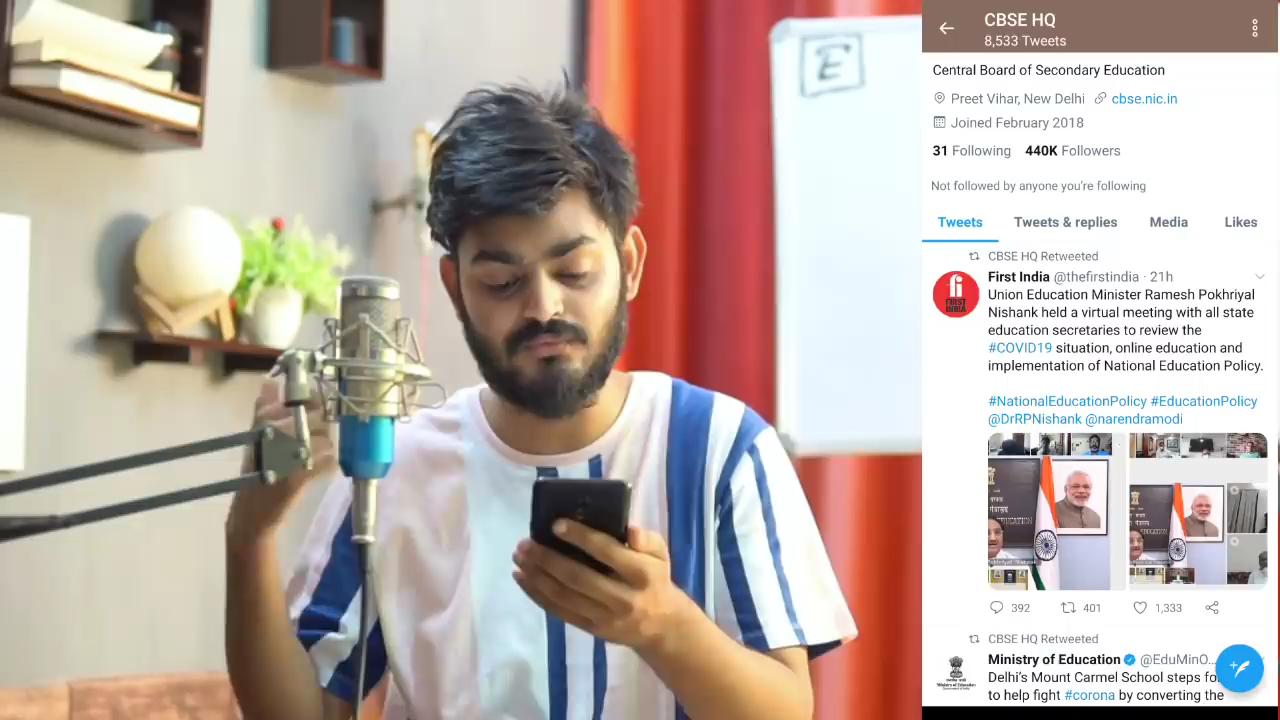 E
CBSE HQ
8,533 Tweets
Central Board of Secondary Education
Preet Vihar, New Delhi cbse.nic.in
Joined February 2018
31 Following 440K Followers
Not followed by anyone you're following
Tweets Tweets & replies Media Likes
CBSE HQ Retweeted
First India @thefirstindia · 21h
fi
FIRST
INDIA
Union Education Minister Ramesh Pokhriyal
Nishank held a virtual meeting with all state
education secretaries to review the
#COVID19 situation, online education and
implementation of National Education Policy.
#NationalEducationPolicy #EducationPolicy
@DrRPNishank @narendramodi
392 401 1,333
CBSE HQ Retweeted
Ministry of Education @EduMinO...
Delhi's Mount Carmel School steps fo
to help fight #corona by converting the